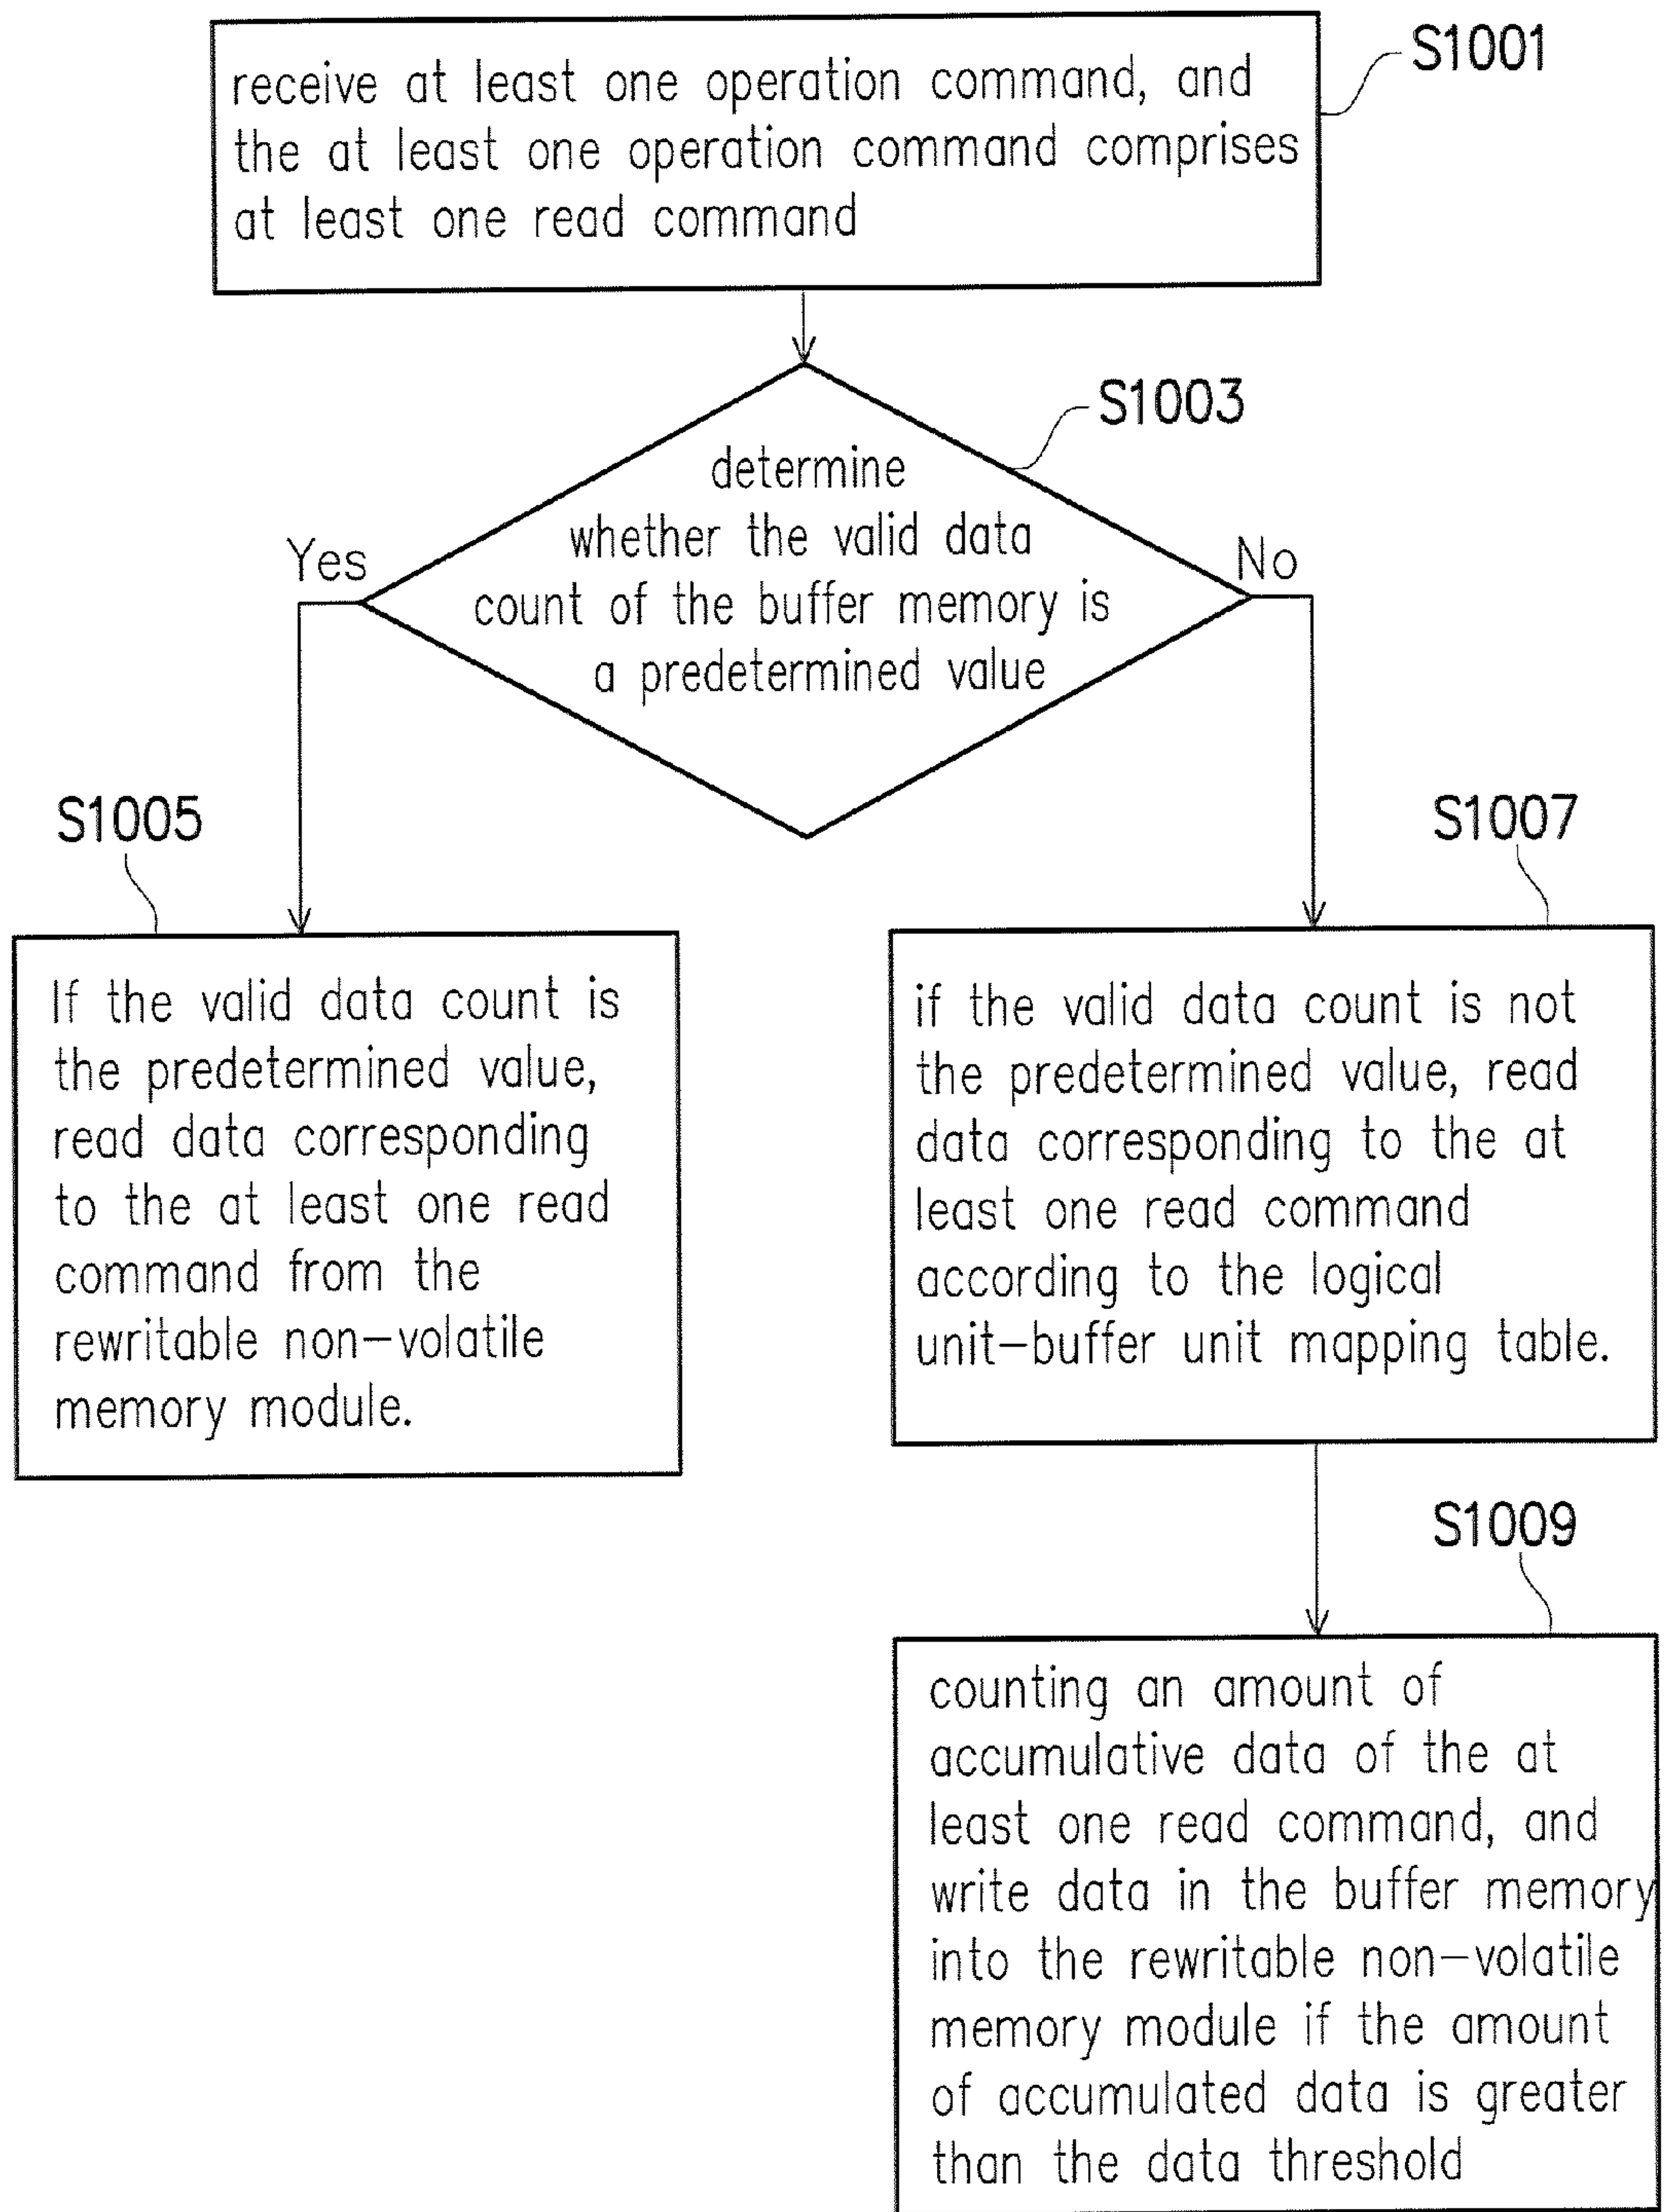 S1001
receive at least one operation command, and
the at least one operation command comprises
at least one read command
S1003
determine
whether the valid data
count of the buffer memory is
a predetermined value
Yes
No
S1005
If the valid data count is
the predetermined value,
read data corresponding
to the at least one read
command from the
rewritable non-volatile
memory module.
S1007
if the valid data count is not
the predetermined value, read
data corresponding to the at
least one read command
according to the logical
unit-buffer unit mapping table.
S1009
counting an amount of
accumulative data of the at
least one read command, and
write data in the buffer memory
into the rewritable non-volatile
memory module if the amount
of accumulated data is greater
than the data threshold